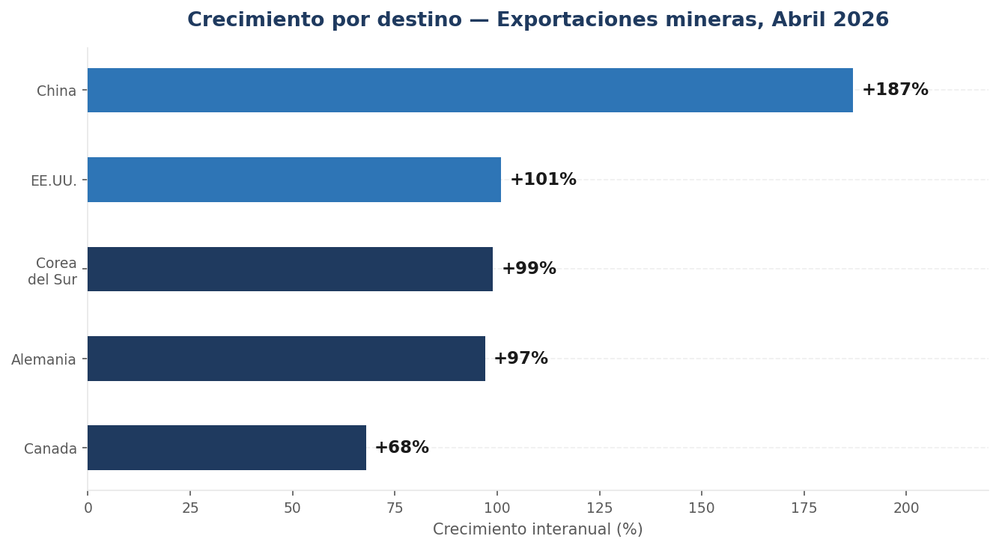 Crecimiento por destino — Exportaciones mineras, Abril 2026
China
+187%
EE.UU.
+101%
Corea
del Sur
+99%
Alemania
+97%
Canada
+68%
0 25 50 75 100 125 150 175 200
Crecimiento interanual (%)